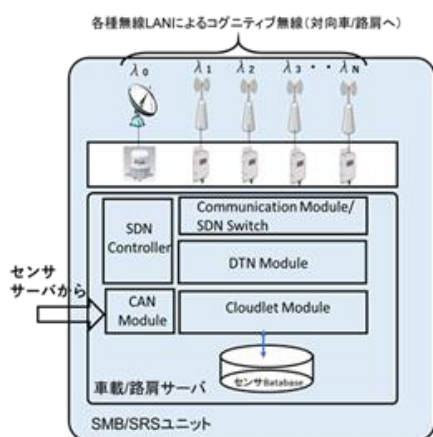 各種無線LANによるコグニティブ無線(対向車/路肩へ)
λ0 λ1 λ2 λ3 ・ ・ λN
SDN Controller
Communication Module/
SDN Switch
DTN Module
センサ
サーバから
CAN
Module
Cloudlet Module
センサBatabase
車載/路肩サーバ
SMB/SRSユニット